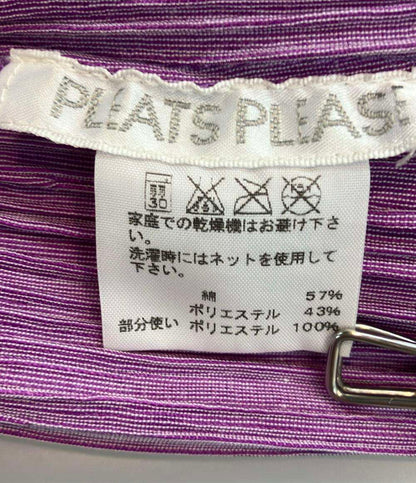 PLEATS PLEASE
弱
30
家庭での乾燥機はお避け下さ
い。
洗濯時にはネットを使用して
下さい。
綿 57%
ポリエステル 43%
部分使い ポリエステル 100%